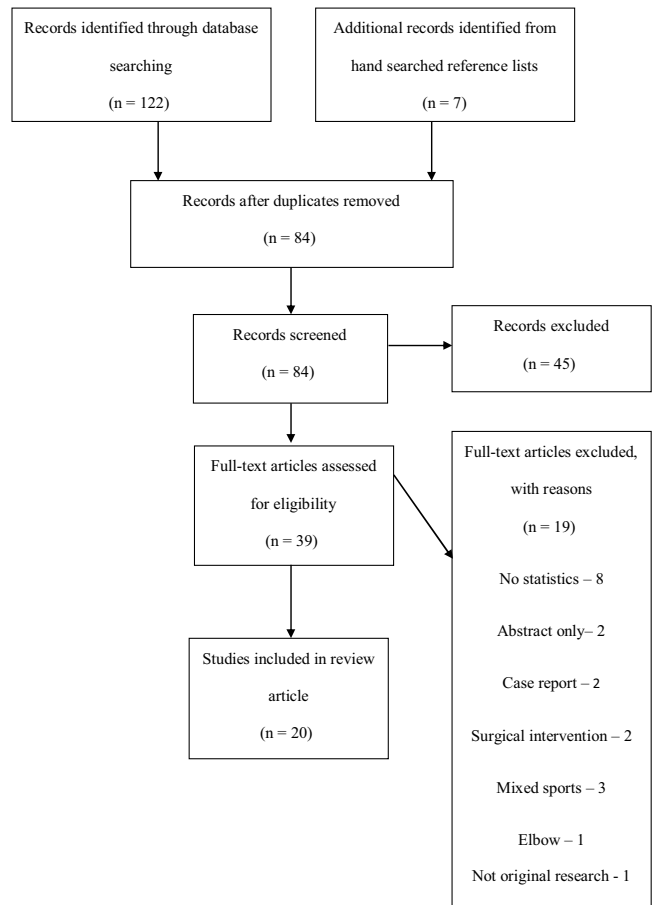 Records identified through database
searching
(n = 122)
Additional records identified from
hand searched reference lists
(n = 7)
Records after duplicates removed
(n = 84)
Records screened
(n = 84)
Records excluded
(n = 45)
Full-text articles assessed
for eligibility
(n = 39)
Full-text articles excluded,
with reasons
(n = 19)
No statistics – 8
Abstract only– 2
Case report – 2
Surgical intervention – 2
Mixed sports – 3
Elbow – 1
Not original research - 1
Studies included in review
article
(n = 20)